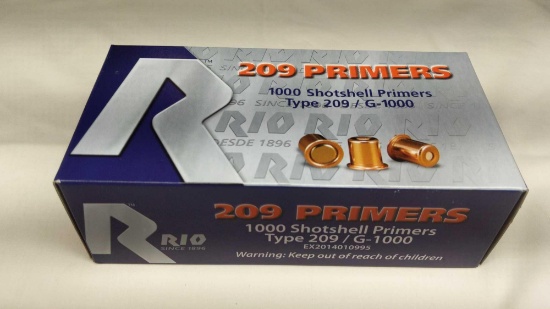 R
209 PRIMERS
1000 Shotshell Primers
Type 209 / G-1000
RIO
DESDE 1896
R
RIO
SINCE 1896
209 PRIMERS
1000 Shotshell Primers
Type 209 / G-1000
EX2014010995
Warning: Keep out of reach of children